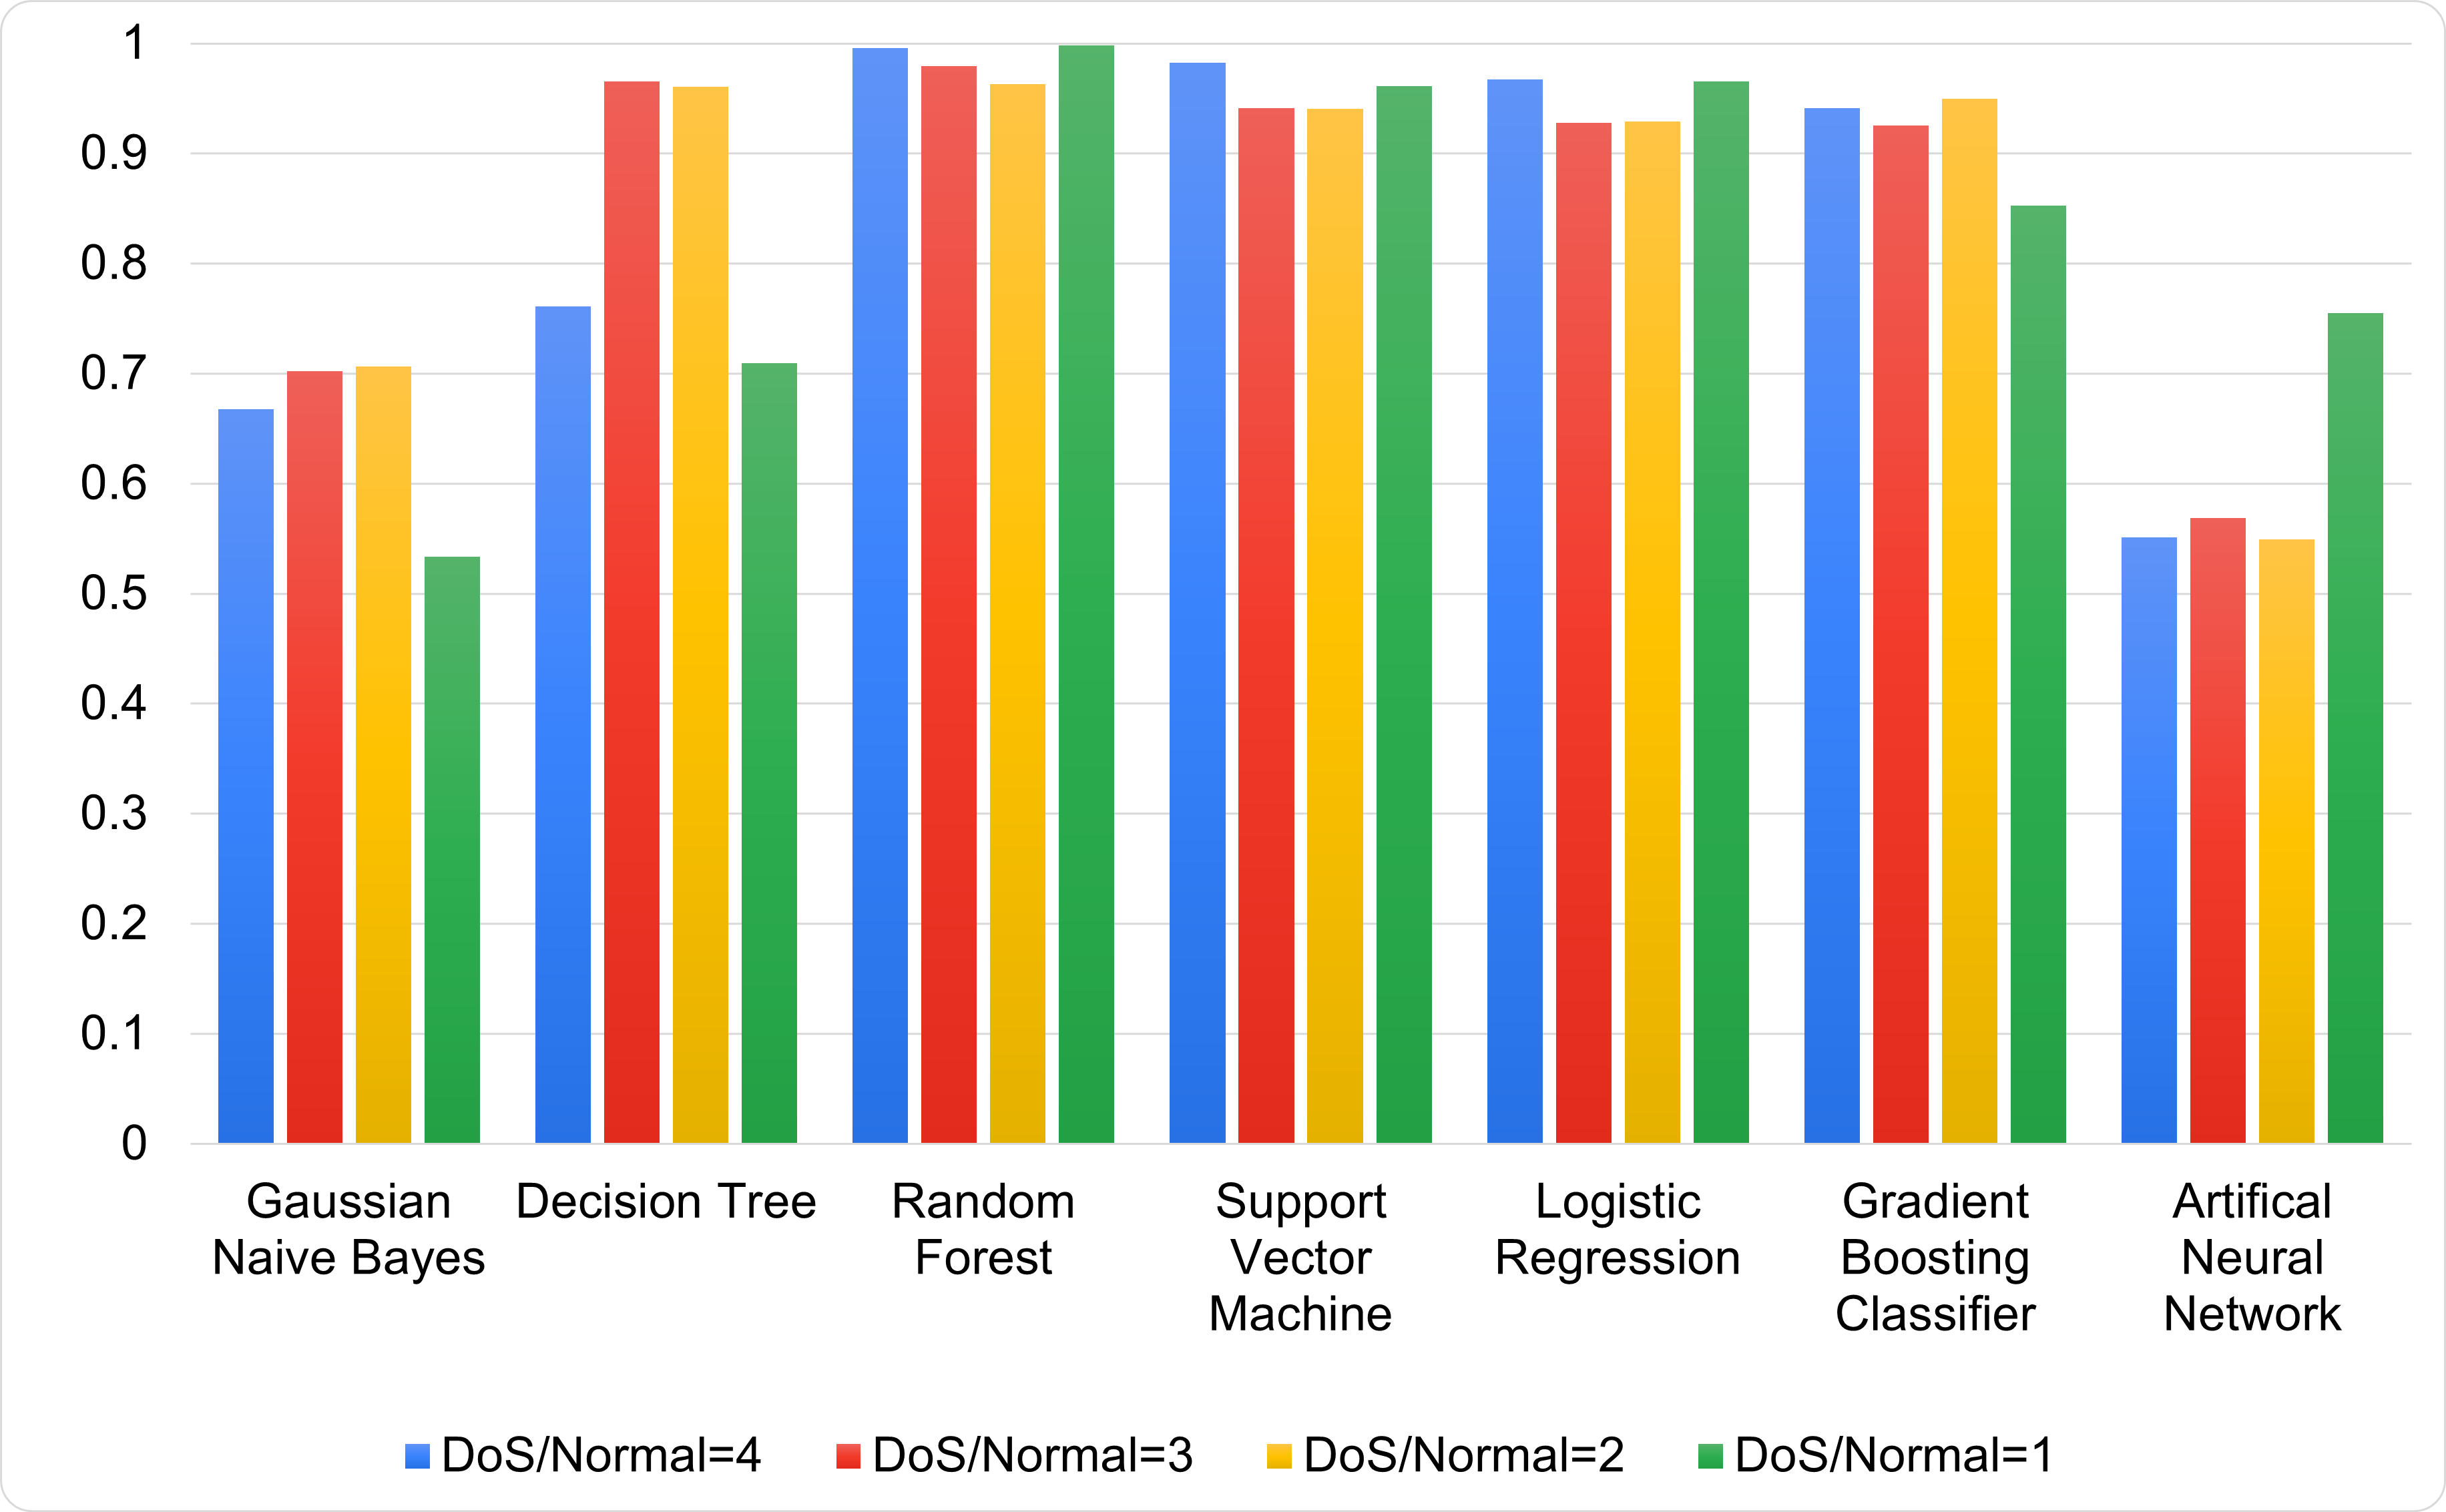 1
0.9
0.8
0.7
0.6
0.5
0.4
0.3
0.2
0.1
0
Gaussian
Naive Bayes
Decision Tree
Random
Forest
Support
Vector
Machine
Logistic
Regression
Gradient
Boosting
Classifier
Artifical
Neural
Network
DoS/Normal=4
DoS/Normal=3
DoS/Normal=2
DoS/Normal=1